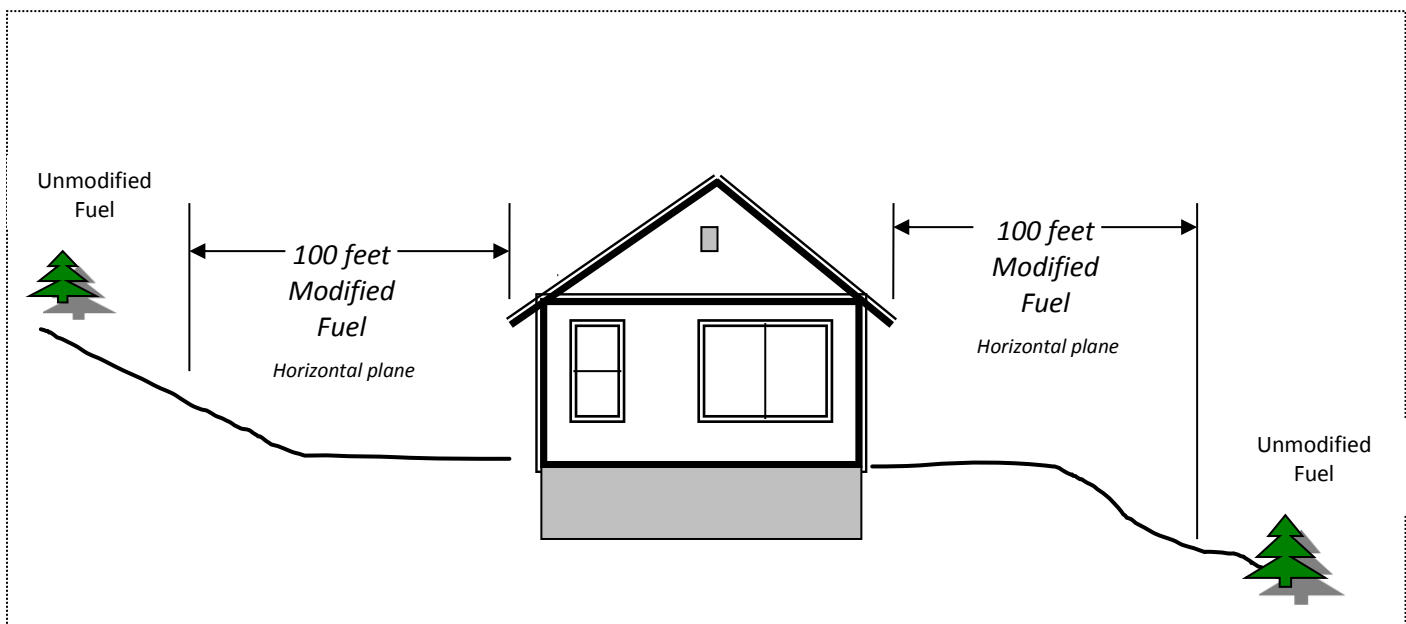 Unmodified
Fuel
100 feet
Modified
Fuel
Horizontal plane
100 feet
Modified
Fuel
Horizontal plane
Unmodified
Fuel